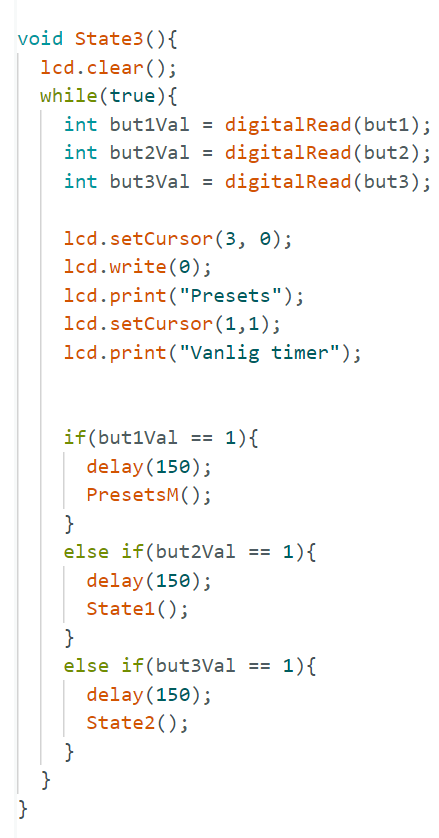 void State3(){
lcd.clear();
while(true){
int but1Val = digitalRead(but1);
int but2Val = digitalRead(but2);
int but3Val = digitalRead(but3);
lcd.setCursor(3, 0);
lcd.write(0);
lcd.print("Presets");
lcd.setCursor(1,1);
lcd.print("Vanlig timer");
if(but1Val == 1){
delay(150);
PresetsM();
}
else if(but2Val == 1){
delay(150);
State1();
}
else if(but3Val == 1){
delay(150);
State2();
}
}
}